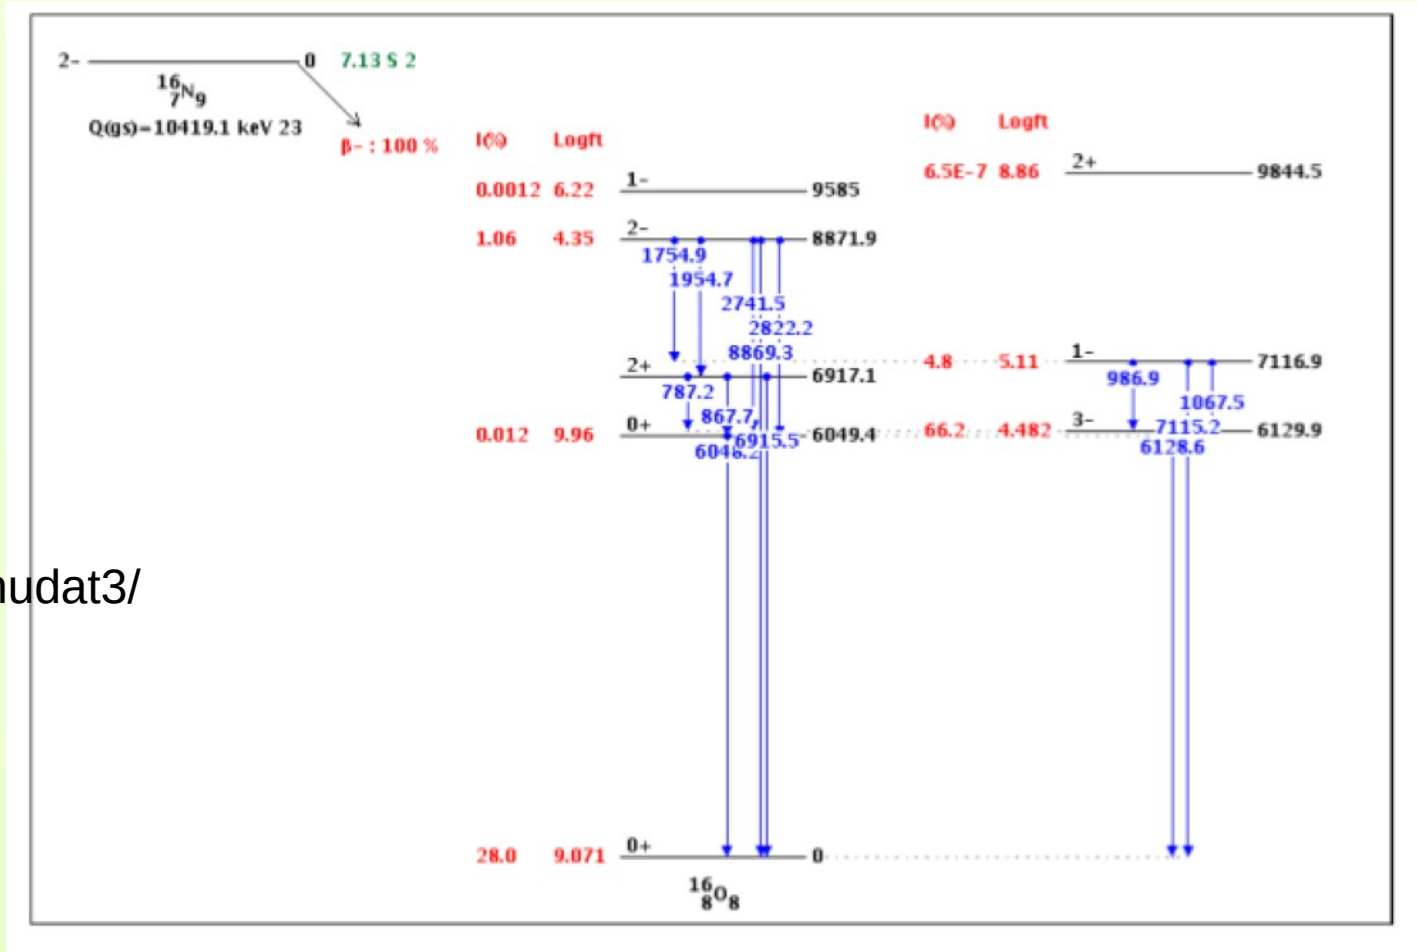 2- 0 7.13 S 2
16 7 N 9
Q(gs)=10419.1 keV 23
β- : 100 %
I(%) Logft
0.0012 6.22 1- 9585
1.06 4.35 2- 8871.9
1754.9
1954.7
2741.5
2822.2
8869.3
2+ 6917.1
787.2
867.7
0.012 9.96 0+ 6049.4
6915.5
6048.2
28.0 9.071 0+ 0
16 8 O 8
I(%) Logft
6.5E-7 8.86 2+ 9844.5
4.8 5.11 1- 7116.9
986.9
1067.5
66.2 4.482 3- 6129.9
7115.2
6128.6
nudat3/